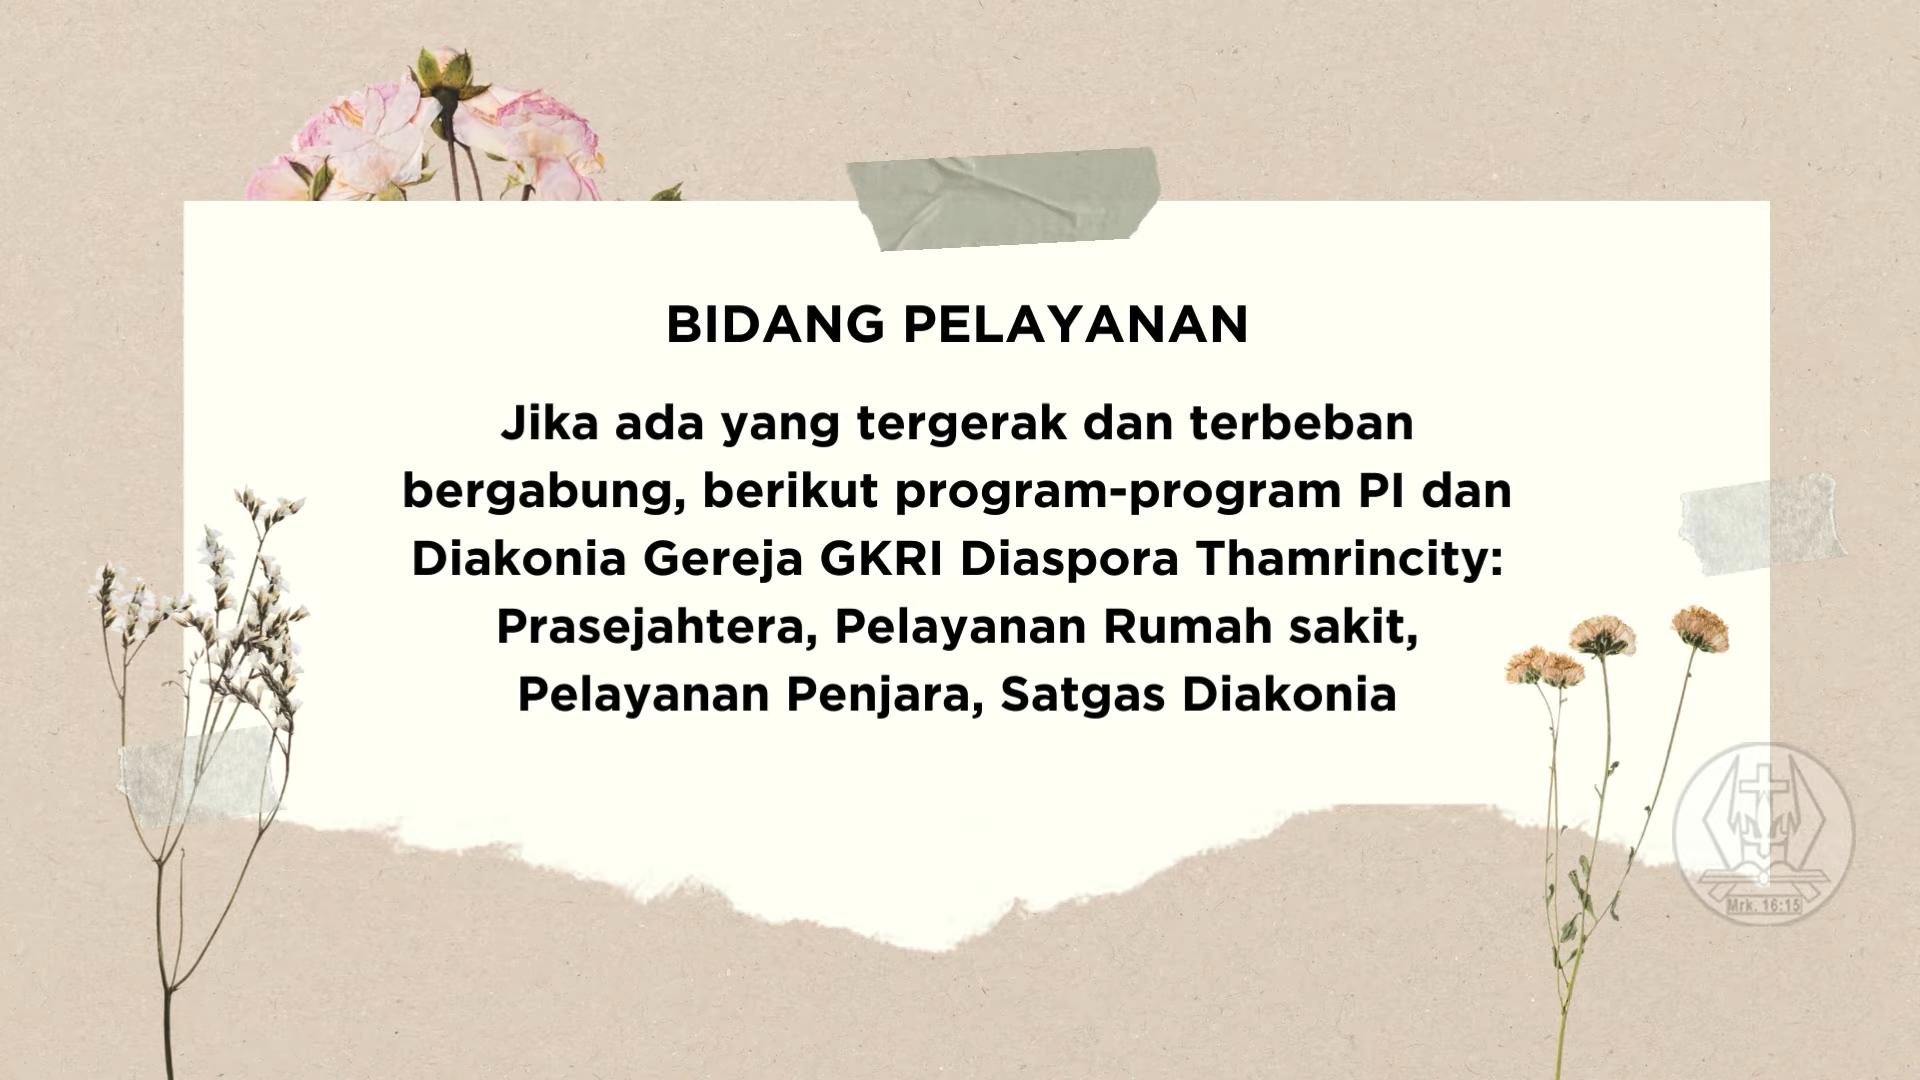 BIDANG PELAYANAN
Jika ada yang tergerak dan terbeban
bergabung, berikut program-program PI dan
Diakonia Gereja GKRI Diaspora Thamrincity:
Prasejahtera, Pelayanan Rumah sakit,
Pelayanan Penjara, Satgas Diakonia
Mrk. 16:15